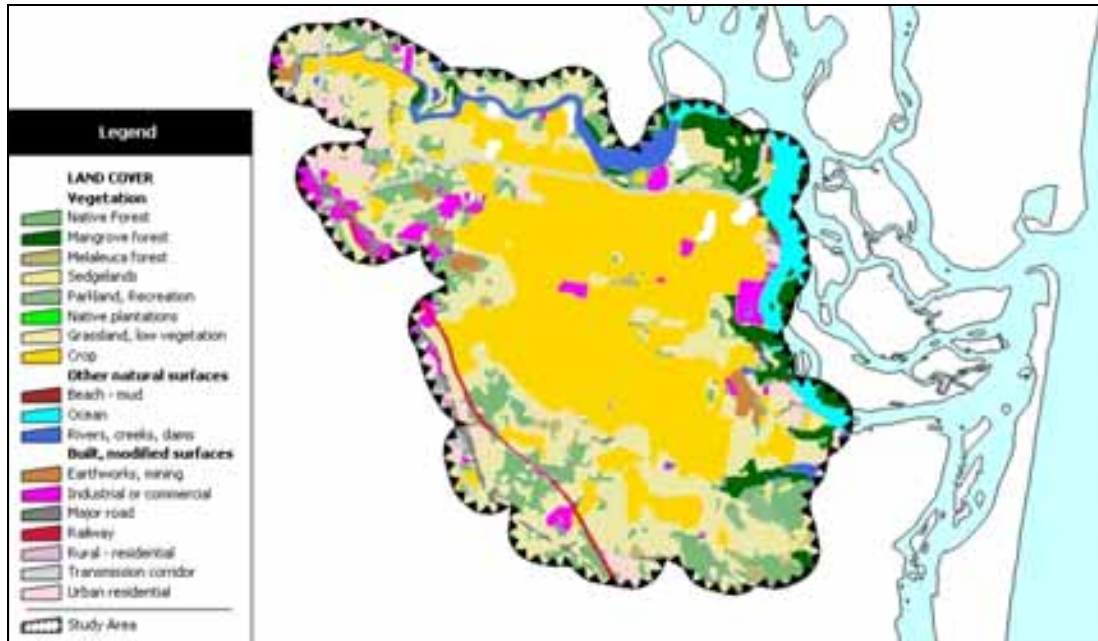 Legend
LAND COVER
Vegetation
Native Forest
Mangrove forest
Melaleuca forest
Sedgelands
Parkland, Recreation
Native plantations
Grassland, low vegetation
Crop
Other natural surfaces
Beach - mud
Ocean
Rivers, creeks, dams
Built, modified surfaces
Earthworks, mining
Industrial or commercial
Major road
Railway
Rural - residential
Transmission corridor
Urban residential
Study Area